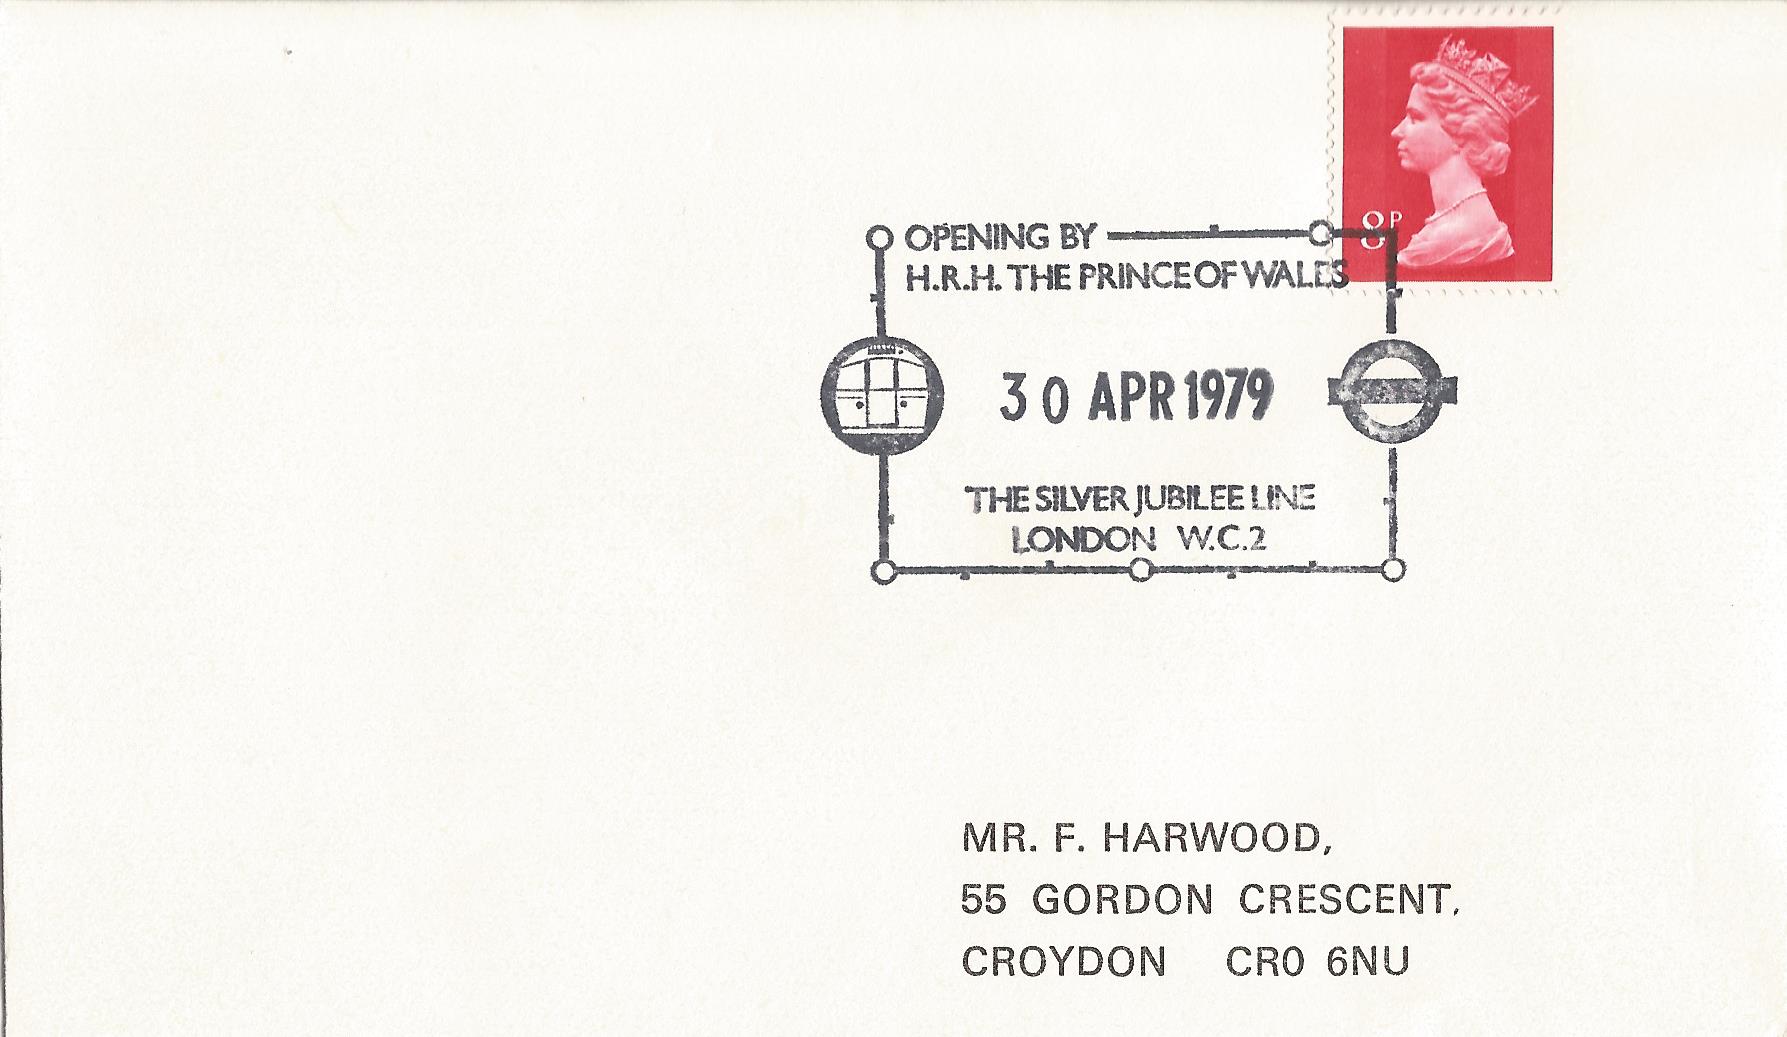 8P
OPENING BY
H.R.H. THE PRINCE OF WALES
30 APR 1979
THE SILVER JUBILEE LINE
LONDON W.C.2
MR. F. HARWOOD,
55 GORDON CRESCENT,
CROYDON CR0 6NU